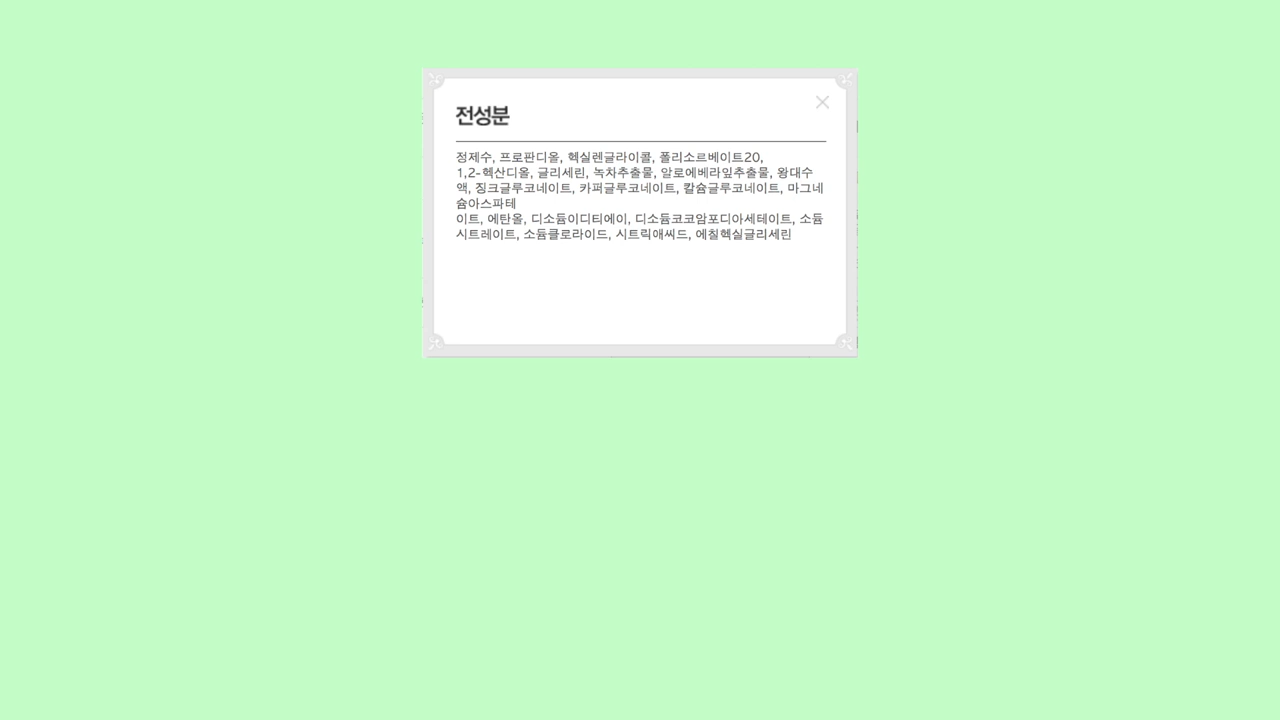 전성분
정제수, 프로판디올, 헥실렌글라이콜, 폴리소르베이트20,
1,2-헥산디올, 글리세린, 녹차추출물, 알로에베라잎추출물, 왕대수
액, 징크글루코네이트, 카퍼글루코네이트, 칼슘글루코네이트, 마그네
슘아스파테
이트, 에탄올, 디소듐이디티에이, 디소듐코코암포디아세테이트, 소듐
시트레이트, 소듐클로라이드, 시트릭애씨드, 에칠헥실글리세린